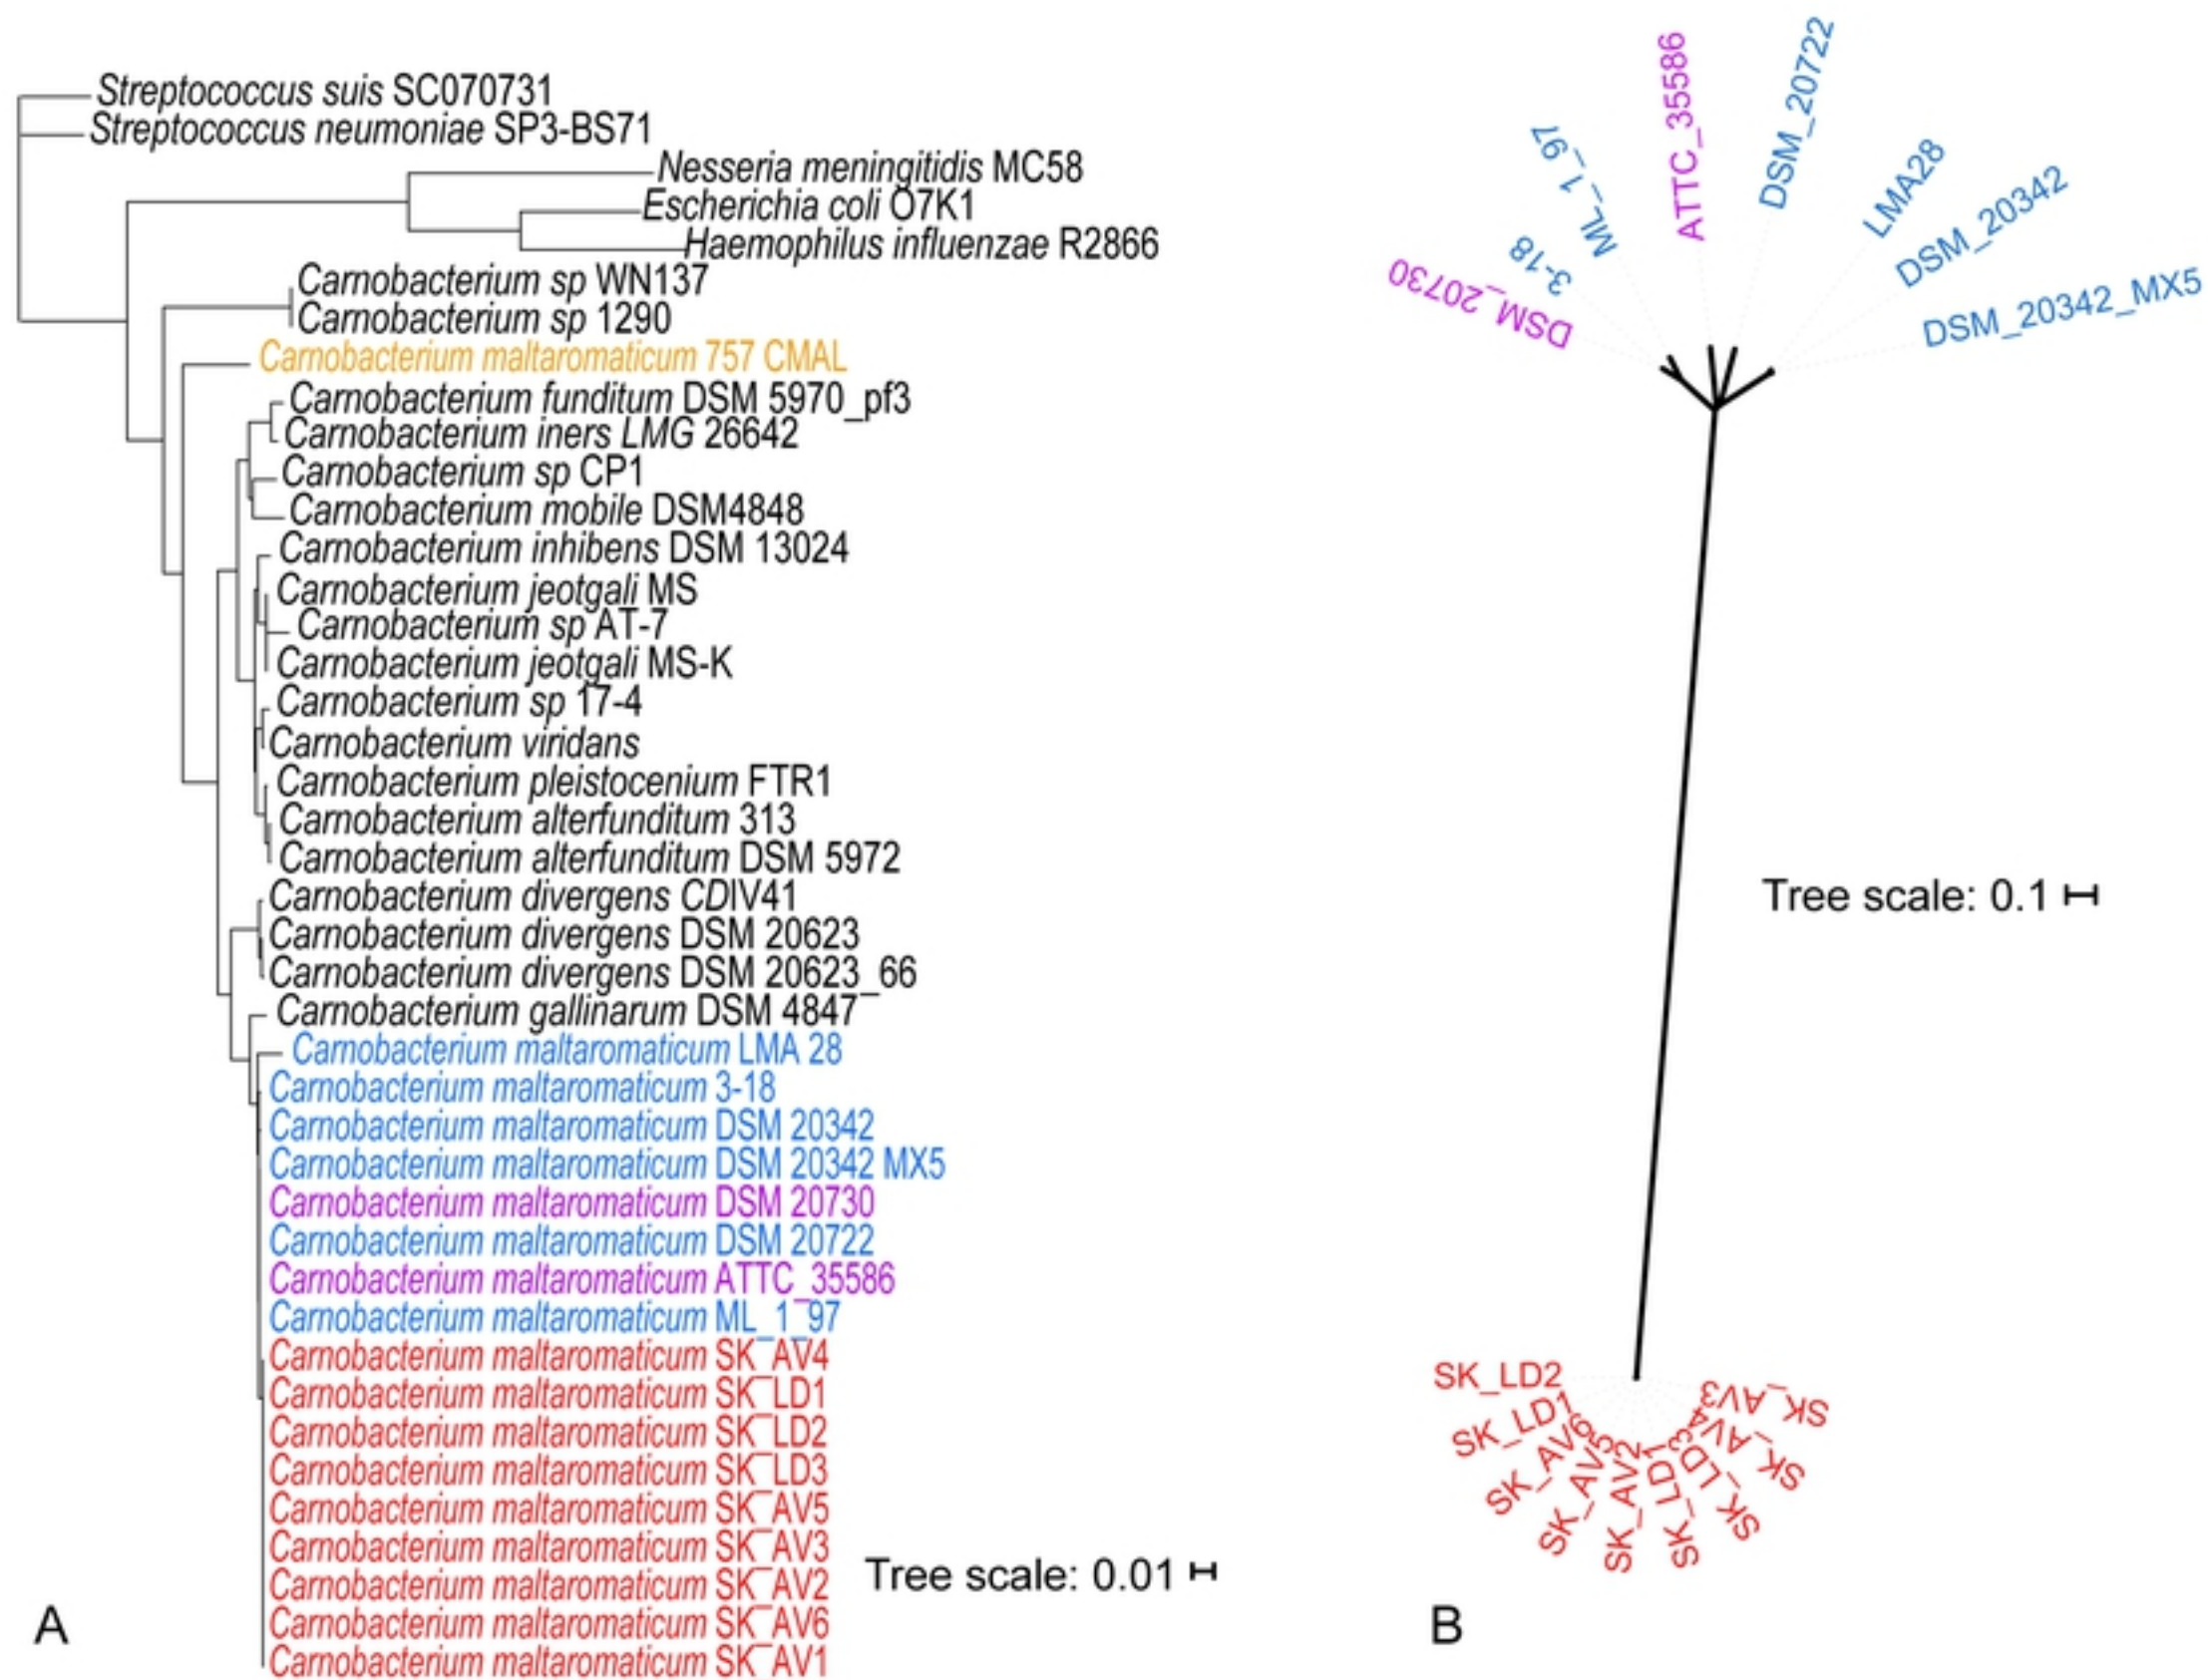 Streptococcus suis SC070731
Streptococcus neumoniae SP3-BS71
Nesseria meningitidis MC58
Escherichia coli O7K1
Haemophilus influenzae R2866
Carnobacterium sp WN137
Carnobacterium sp 1290
Carnobacterium maltaromaticum 757 CMAL
Carnobacterium funditum DSM 5970_pf3
Carnobacterium iners LMG 26642
Carnobacterium sp CP1
Carnobacterium mobile DSM4848
Carnobacterium inhibens DSM 13024
Carnobacterium jeotgali MS
Carnobacterium sp AT-7
Carnobacterium jeotgali MS-K
Carnobacterium sp 17-4
Carnobacterium viridans
Carnobacterium pleistocenium FTR1
Carnobacterium alterfunditum 313
Carnobacterium alterfunditum DSM 5972
Carnobacterium divergens CDIV41
Carnobacterium divergens DSM 20623
Carnobacterium divergens DSM 20623_66
Carnobacterium gallinarum DSM 4847
Carnobacterium maltaromaticum LMA 28
Carnobacterium maltaromaticum 3-18
Carnobacterium maltaromaticum DSM 20342
Carnobacterium maltaromaticum DSM 20342 MX5
Carnobacterium maltaromaticum DSM 20730
Carnobacterium maltaromaticum DSM 20722
Carnobacterium maltaromaticum ATTC_35586
Carnobacterium maltaromaticum ML_1_97
Carnobacterium maltaromaticum SK_AV4
Carnobacterium maltaromaticum SK_LD1
Carnobacterium maltaromaticum SK_LD2
Carnobacterium maltaromaticum SK_LD3
Carnobacterium maltaromaticum SK_AV5
Carnobacterium maltaromaticum SK_AV3
Carnobacterium maltaromaticum SK_AV2
Carnobacterium maltaromaticum SK_AV6
Carnobacterium maltaromaticum SK_AV1
Tree scale: 0.01
A
DSM_20730
3-18
ML_1_97
ATTC_35586
DSM_20722
LMA28
DSM_20342
DSM_20342_MX5
Tree scale: 0.1
SK_LD2
SK_LD1
SK_AV6
SK_AV5
SK_AV2
SK_LD1
SK_LD3
SK_AV4
SK_AV3
B